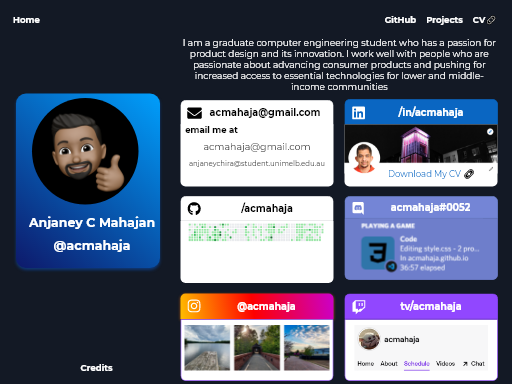 Home
GitHub Projects CV
I am a graduate computer engineering student who has a passion for
product design and its innovation. I work well with people who are
passionate about advancing consumer products and pushing for
increased access to essential technologies for lower and middle-
income communities
Anjaney C Mahajan
@acmahaja
acmahaja@gmail.com
email me at
acmahaja@gmail.com
anjaneychira@student.unimelb.edu.au
/in/acmahaja
Download My CV
/acmahaja
acmahaja#0052
PLAYING A GAME
Code
Editing style.css - 2 pro...
In acmahaja.github.io
36:57 elapsed
@acmahaja
tv/acmahaja
acmahaja
Home About Schedule Videos Chat
Credits